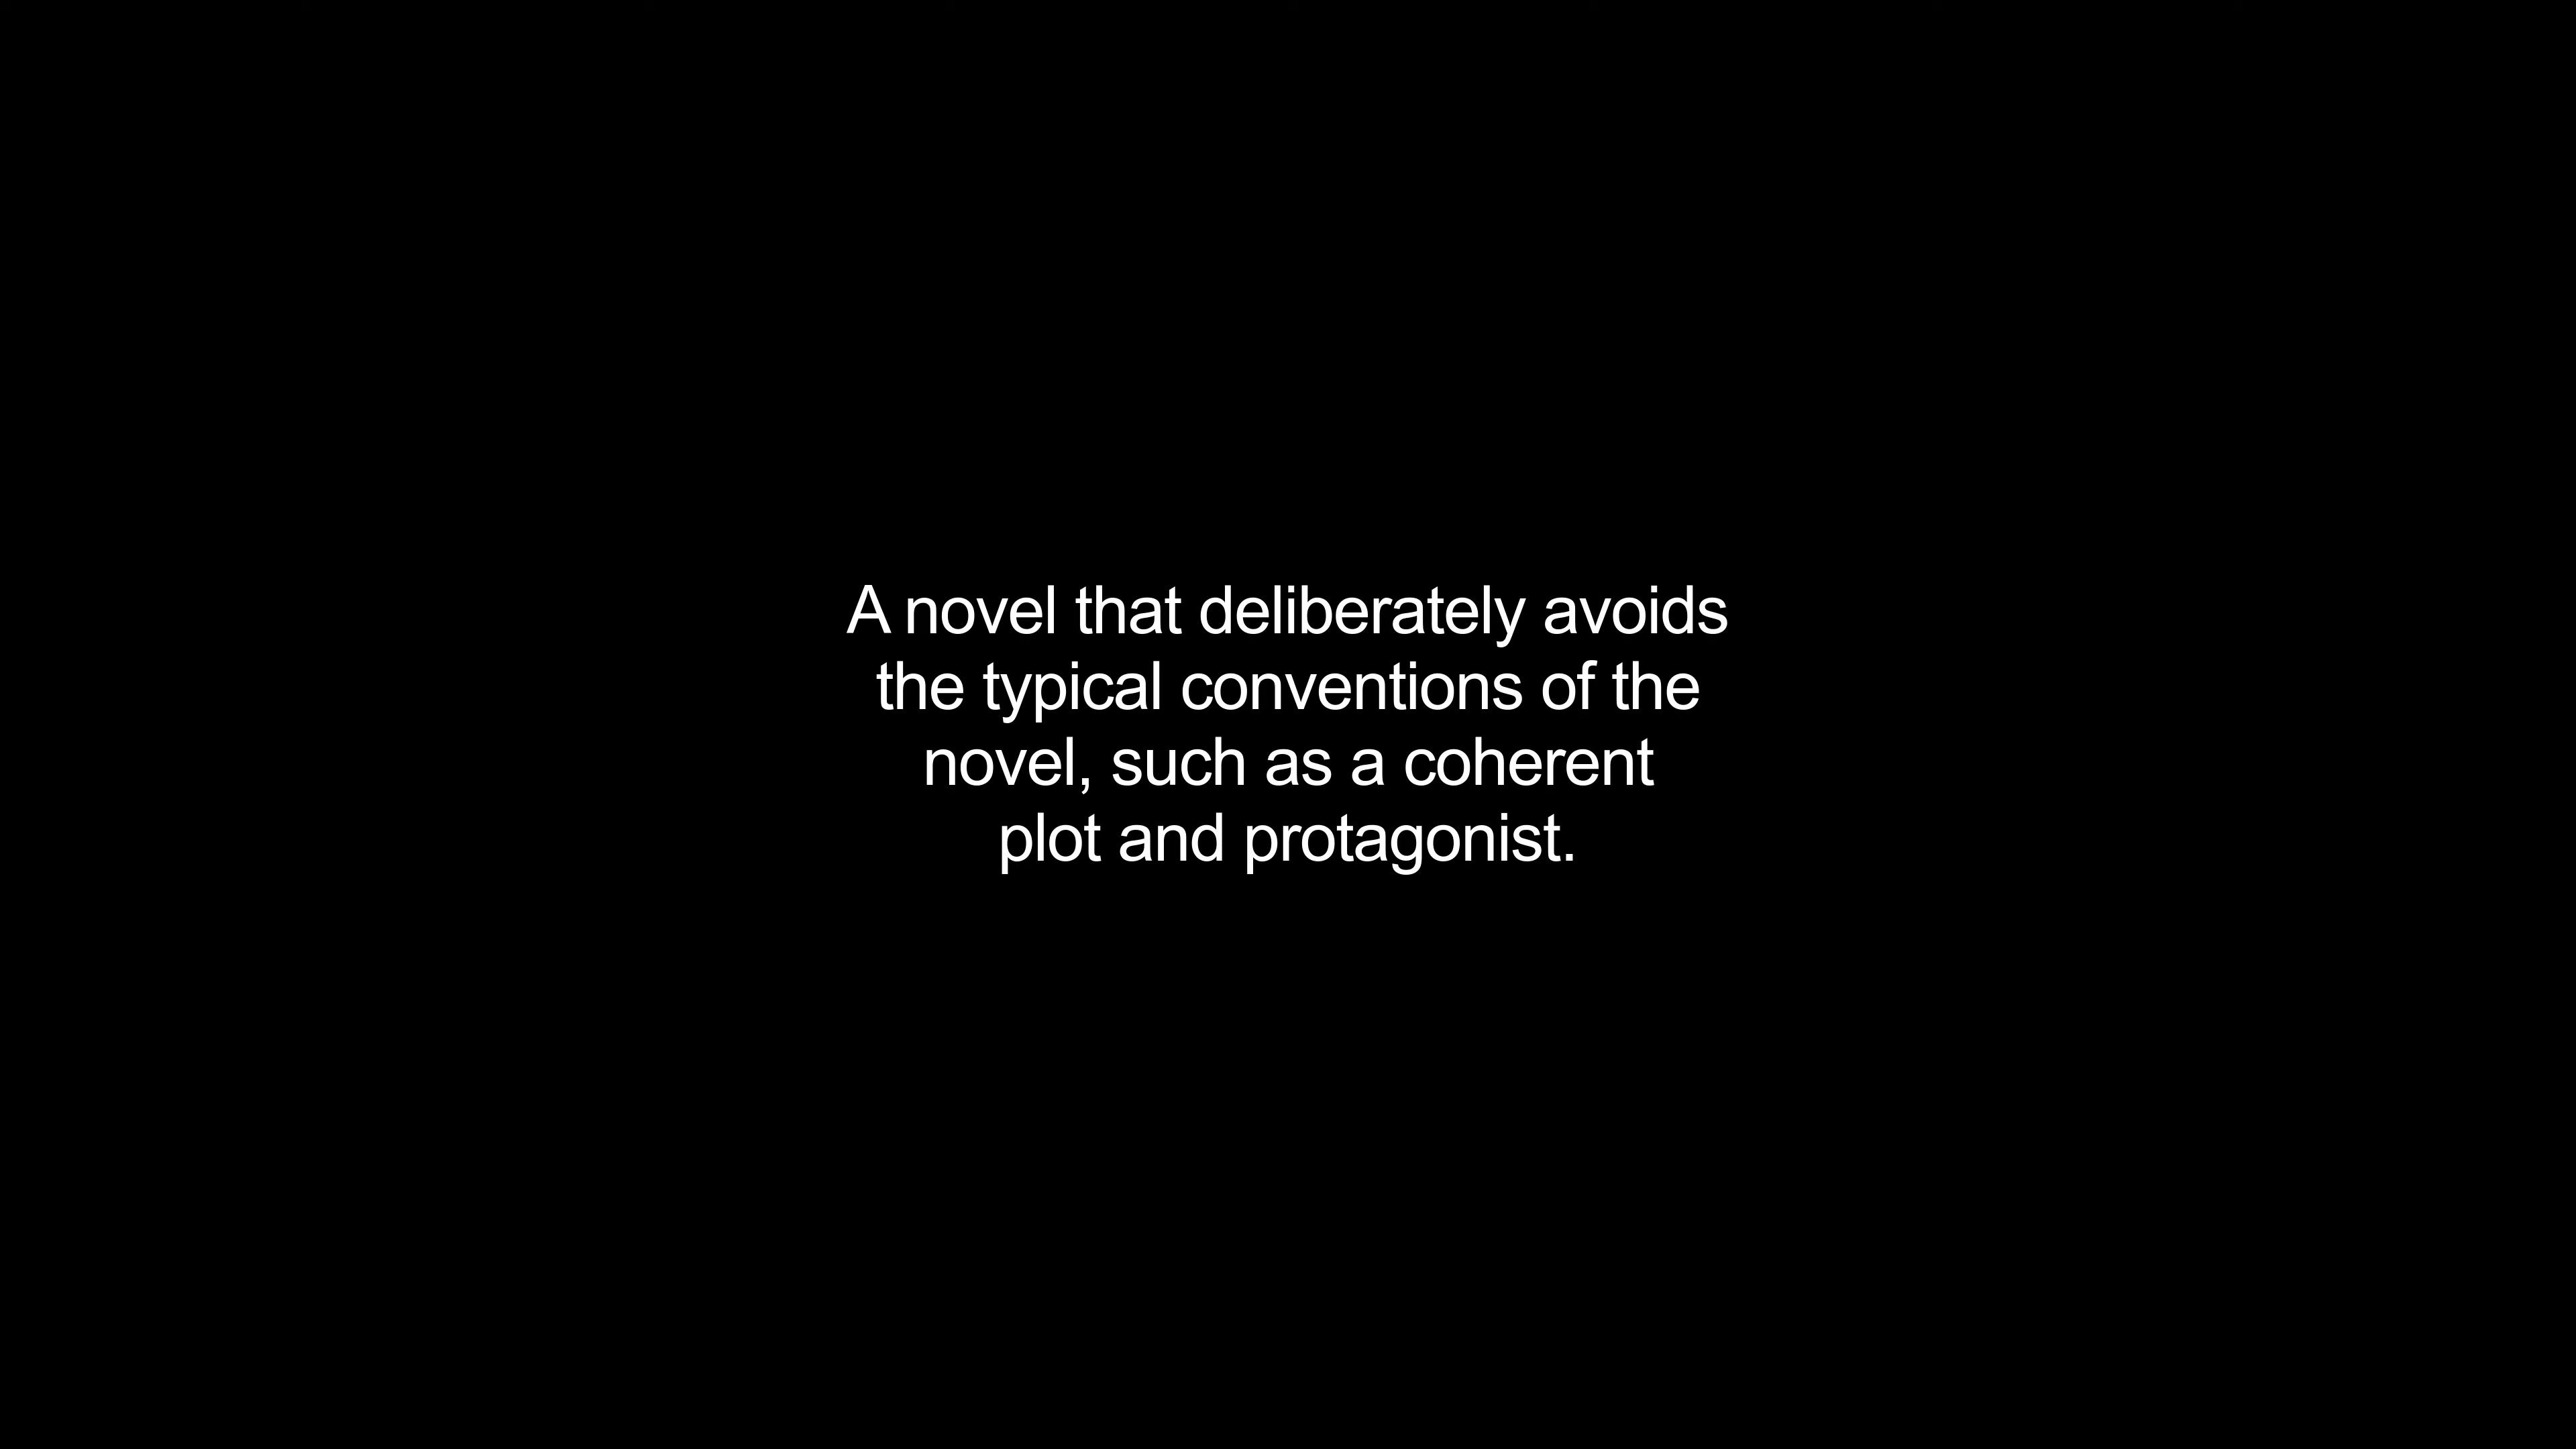 A novel that deliberately avoids
the typical conventions of the
novel, such as a coherent
plot and protagonist.